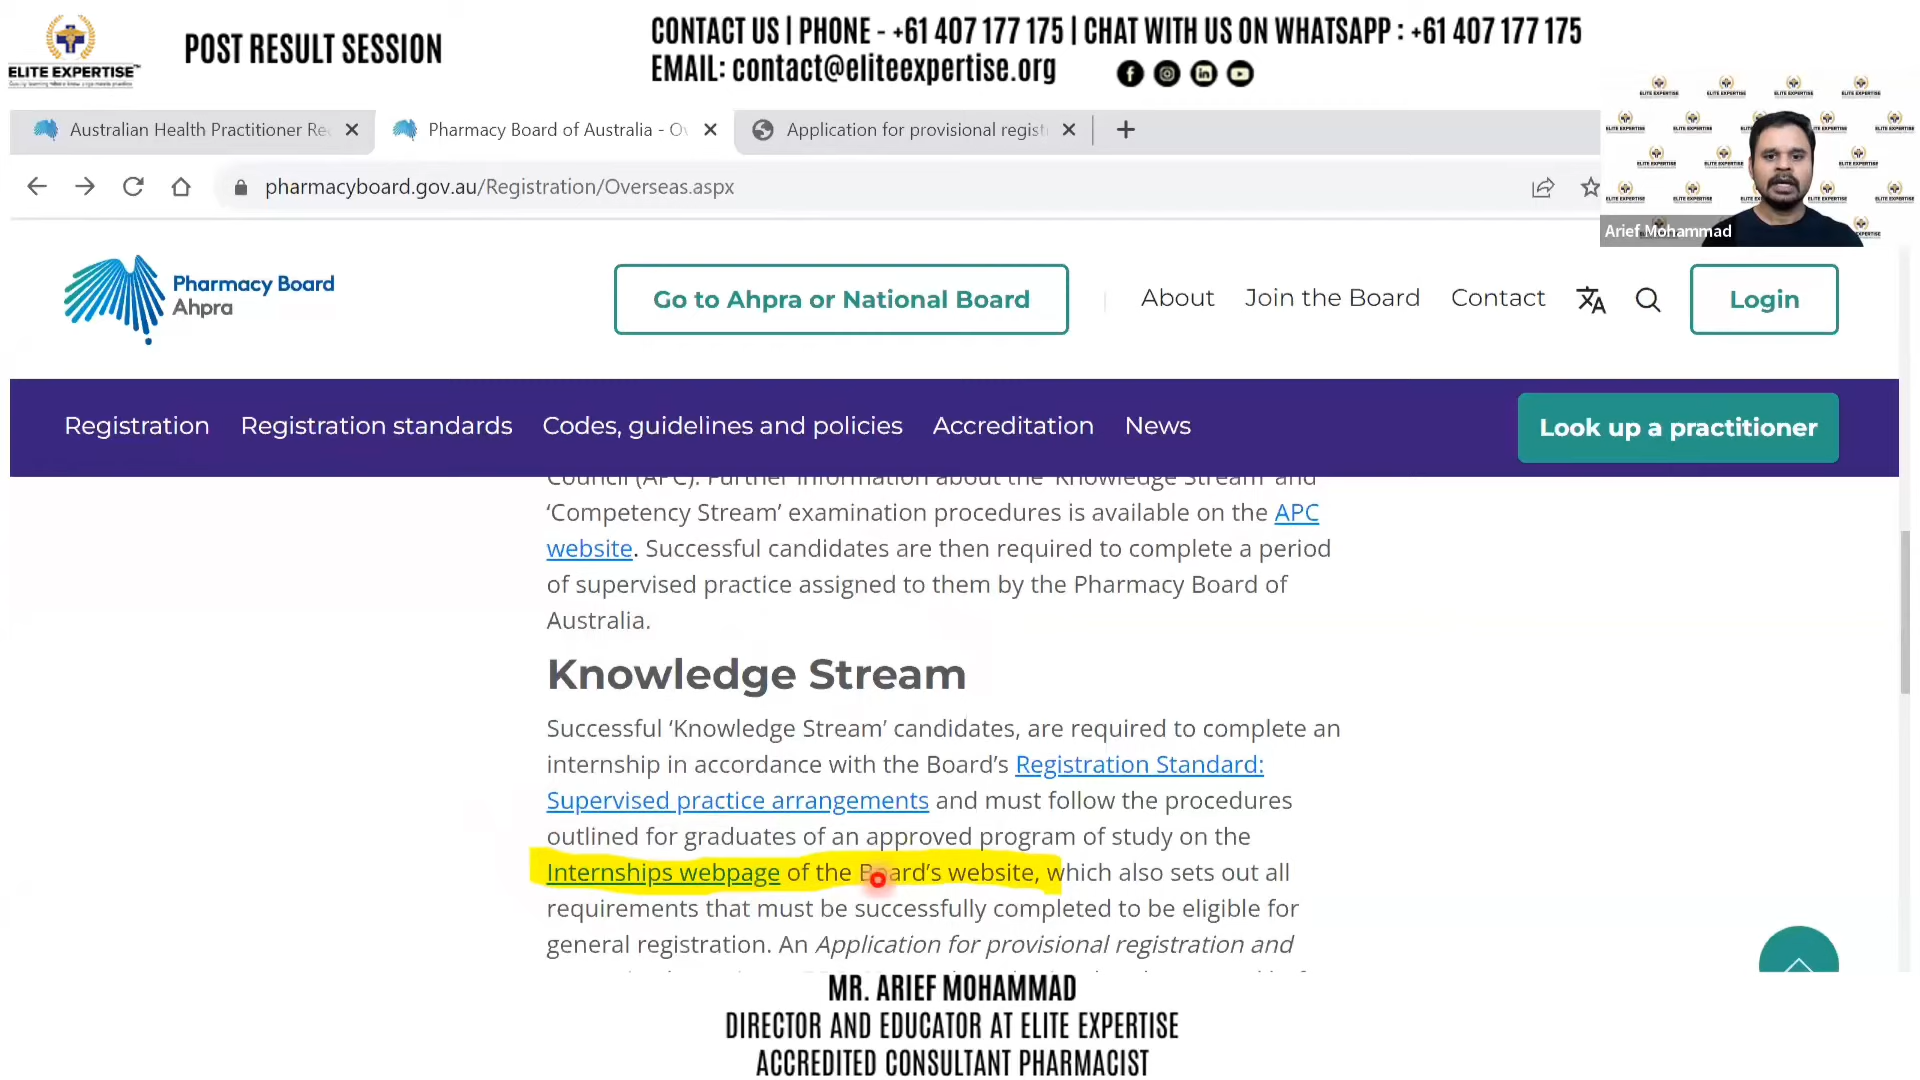 ELITE EXPERTISE
POST RESULT SESSION
CONTACT US | PHONE - +61 407 177 175 | CHAT WITH US ON WHATSAPP : +61 407 177 175
EMAIL: contact@eliteexpertise.org
Australian Health Practitioner Re
Pharmacy Board of Australia - O
Application for provisional regist
pharmacyboard.gov.au/Registration/Overseas.aspx
Arief Mohammad
Pharmacy Board
Ahpra
Go to Ahpra or National Board
About
Join the Board
Contact
Login
Registration
Registration standards
Codes, guidelines and policies
Accreditation
News
Look up a practitioner
Council (APC). Further information about the ‘Knowledge Stream’ and
‘Competency Stream’ examination procedures is available on the APC
website. Successful candidates are then required to complete a period
of supervised practice assigned to them by the Pharmacy Board of
Australia.
Knowledge Stream
Successful ‘Knowledge Stream’ candidates, are required to complete an
internship in accordance with the Board’s Registration Standard:
Supervised practice arrangements and must follow the procedures
outlined for graduates of an approved program of study on the
Internships webpage of the Board’s website, which also sets out all
requirements that must be successfully completed to be eligible for
general registration. An Application for provisional registration and
MR. ARIEF MOHAMMAD
DIRECTOR AND EDUCATOR AT ELITE EXPERTISE
ACCREDITED CONSULTANT PHARMACIST